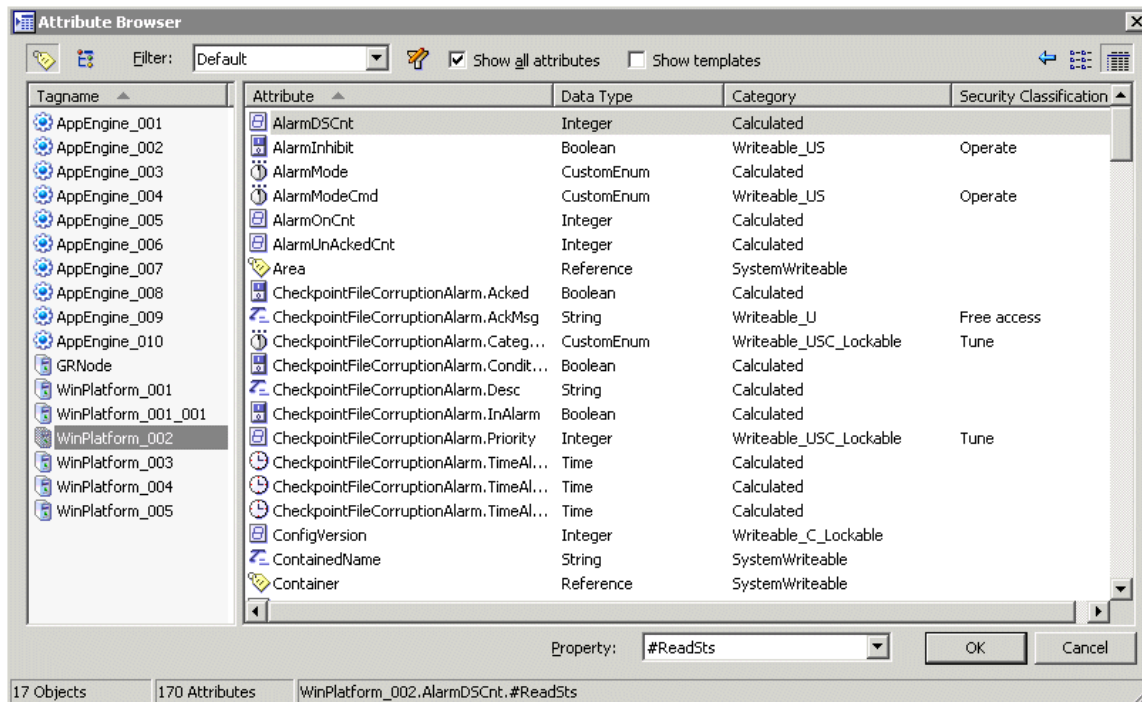 Attribute Browser
Filter: Default Show all attributes Show templates
Tagname Attribute Data Type Category Security Classification
AppEngine_001 AlarmDSCnt Integer Calculated
AppEngine_002 AlarmInhibit Boolean Writeable_US Operate
AppEngine_003 AlarmMode CustomEnum Calculated
AppEngine_004 AlarmModeCmd CustomEnum Writeable_US Operate
AppEngine_005 AlarmOnCnt Integer Calculated
AppEngine_006 AlarmUnAckedCnt Integer Calculated
AppEngine_007 Area Reference SystemWriteable
AppEngine_008 CheckpointFileCorruptionAlarm.Acked Boolean Calculated
AppEngine_009 CheckpointFileCorruptionAlarm.AckMsg String Writeable_U Free access
AppEngine_010 CheckpointFileCorruptionAlarm.Categ... CustomEnum Writeable_USC_Lockable Tune
GRNode CheckpointFileCorruptionAlarm.Condit... Boolean Calculated
WinPlatform_001 CheckpointFileCorruptionAlarm.Desc String Calculated
WinPlatform_001_001 CheckpointFileCorruptionAlarm.InAlarm Boolean Calculated
WinPlatform_002 CheckpointFileCorruptionAlarm.Priority Integer Writeable_USC_Lockable Tune
WinPlatform_003 CheckpointFileCorruptionAlarm.TimeAl... Time Calculated
WinPlatform_004 CheckpointFileCorruptionAlarm.TimeAl... Time Calculated
WinPlatform_005 CheckpointFileCorruptionAlarm.TimeAl... Time Calculated
ConfigVersion Integer Writeable_C_Lockable
ContainedName String SystemWriteable
Container Reference SystemWriteable
Property: #ReadSts OK Cancel
17 Objects 170 Attributes WinPlatform_002.AlarmDSCnt.#ReadSts